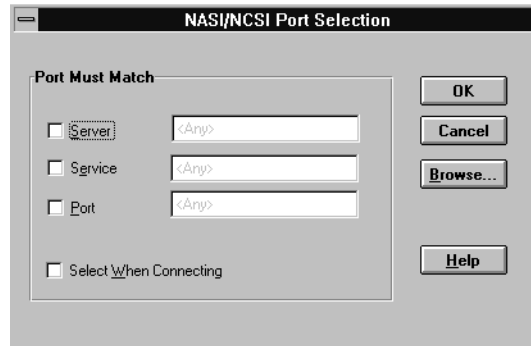 NASI/NCSI Port Selection
Port Must Match
Server <Any>
Service <Any>
Port <Any>
Select When Connecting
OK
Cancel
Browse...
Help